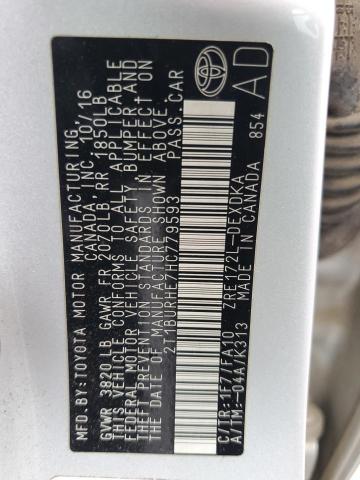 MFD. BY: TOYOTA MOTOR MANUFACTURING
CANADA, INC. 10/16
GVWR 3820LB GAWR FR 2070LB, RR 1850LB
THIS VEHICLE CONFORMS TO ALL APPLICABLE
FEDERAL MOTOR VEHICLE SAFETY BUMPER, AND
THEFT PREVENTION STANDARDS IN EFFECT ON
THE DATE OF MANUFACTURE SHOWN ABOVE.
2T1BURHE7HC779593 PASS. CAR
C/TR: 1F7/FA10 ZRE172L-DEXDKA
A/TM: -04A/K313 MADE IN CANADA 854
TOYOTA
AD